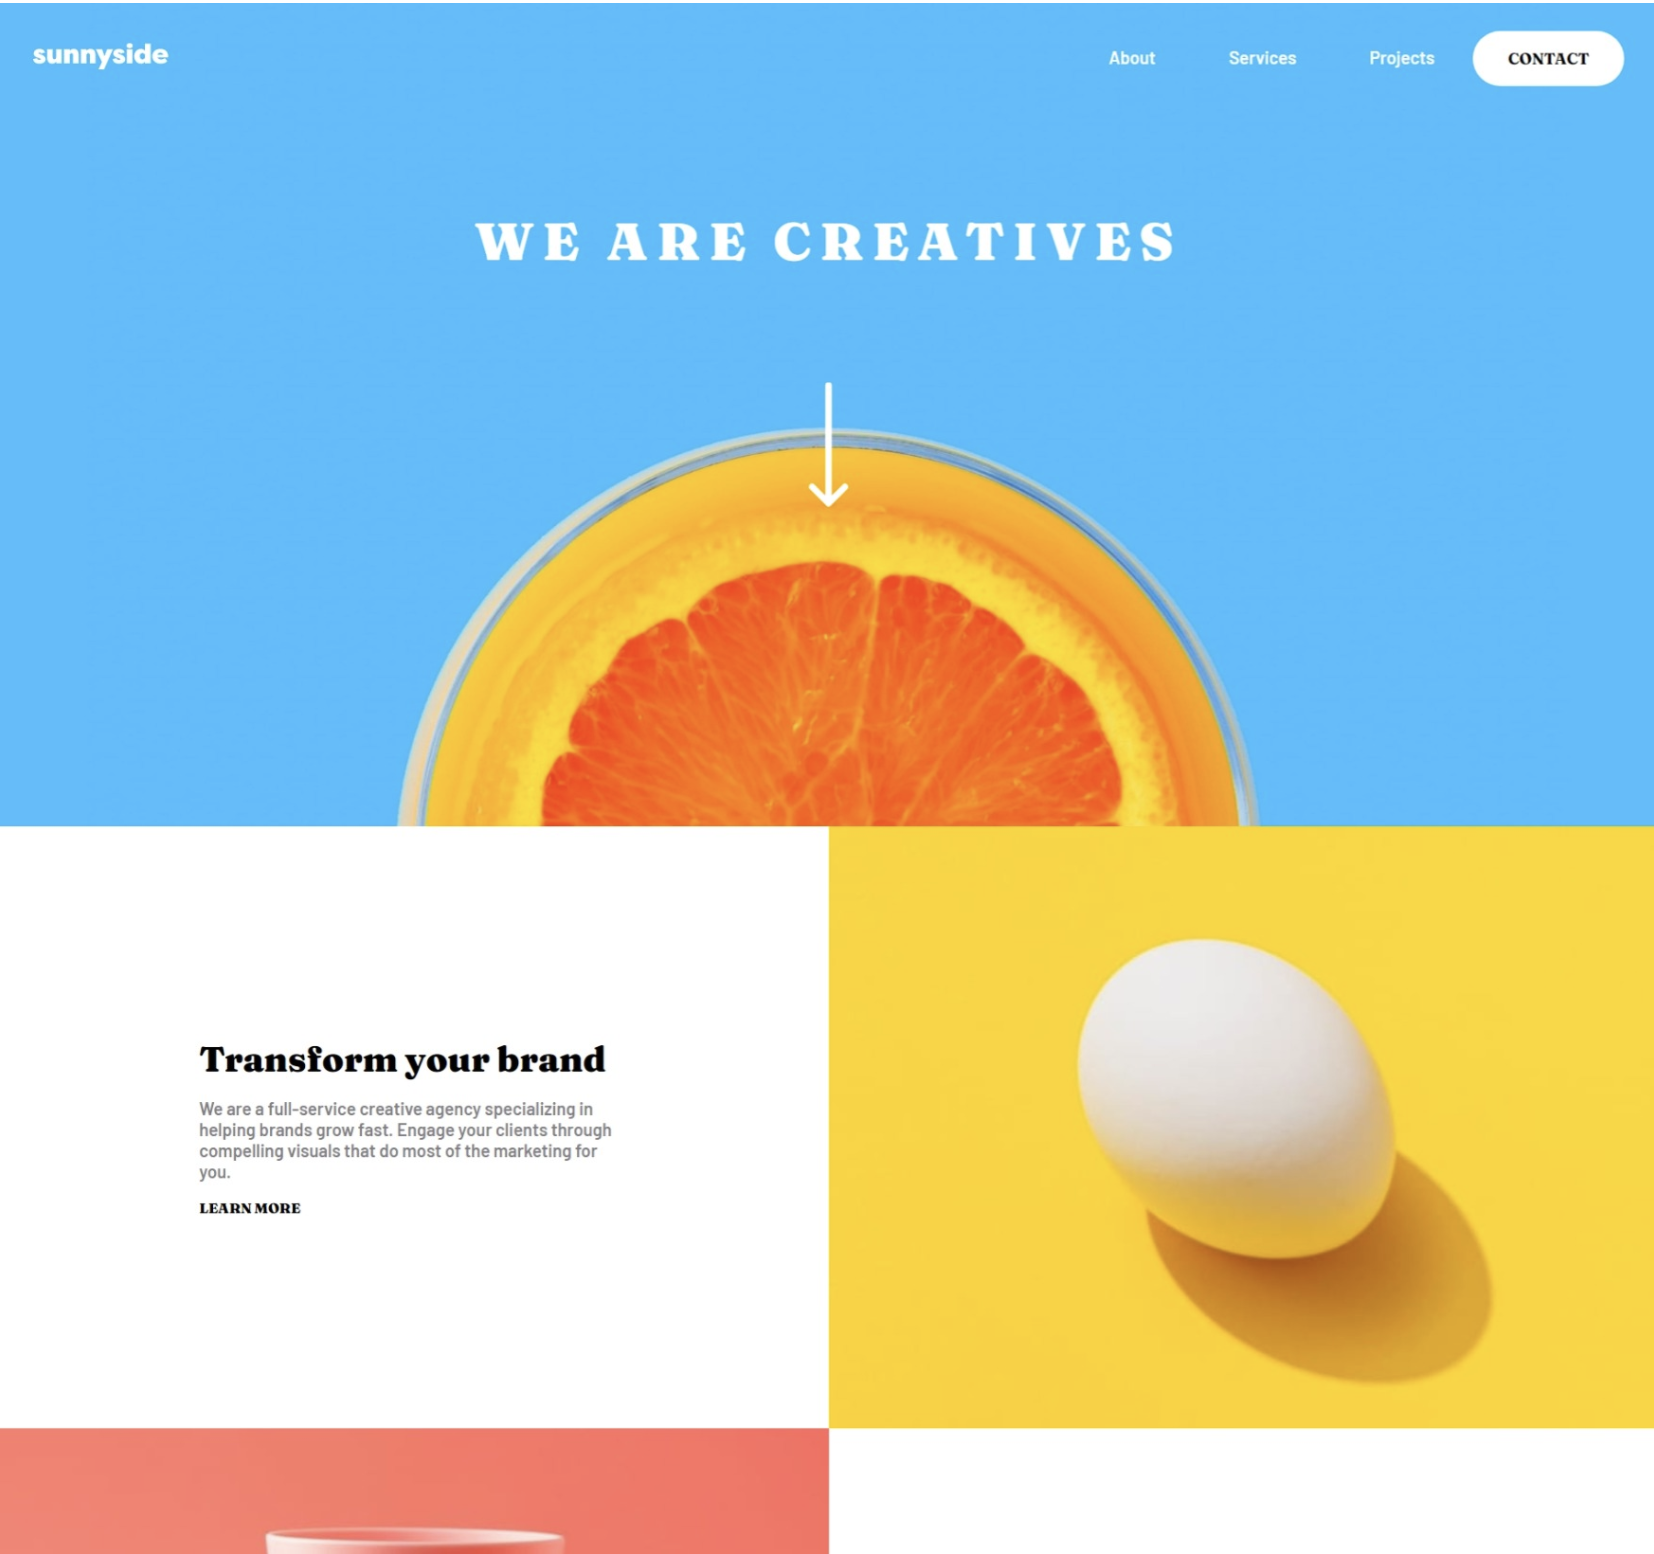 sunnyside
About Services Projects CONTACT
WE ARE CREATIVES
Transform your brand
We are a full-service creative agency specializing in
helping brands grow fast. Engage your clients through
compelling visuals that do most of the marketing for
you.
LEARN MORE